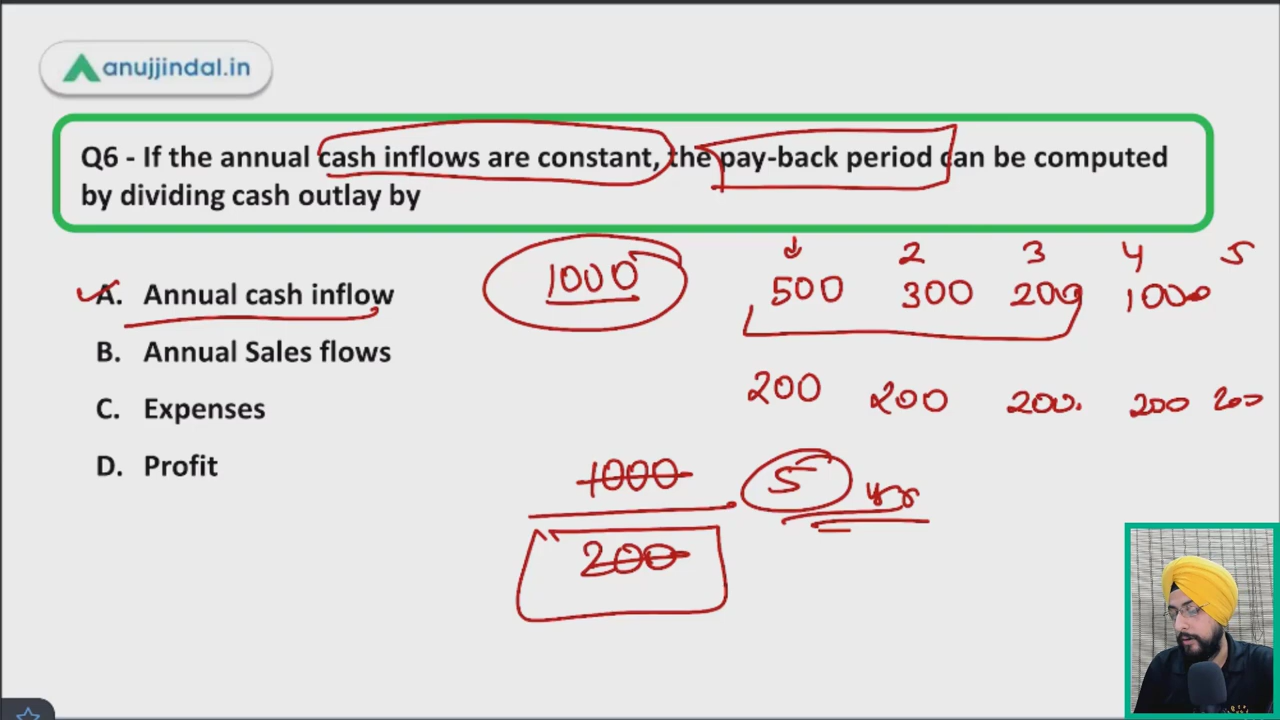 anujjindal.in
Q6 - If the annual cash inflows are constant, the pay-back period can be computed
by dividing cash outlay by
2 3 4 5
A. Annual cash inflow
1000 500 300 200 1000
B. Annual Sales flows
200 200 200 200 200
C. Expenses
D. Profit
1000 5 yrs
200